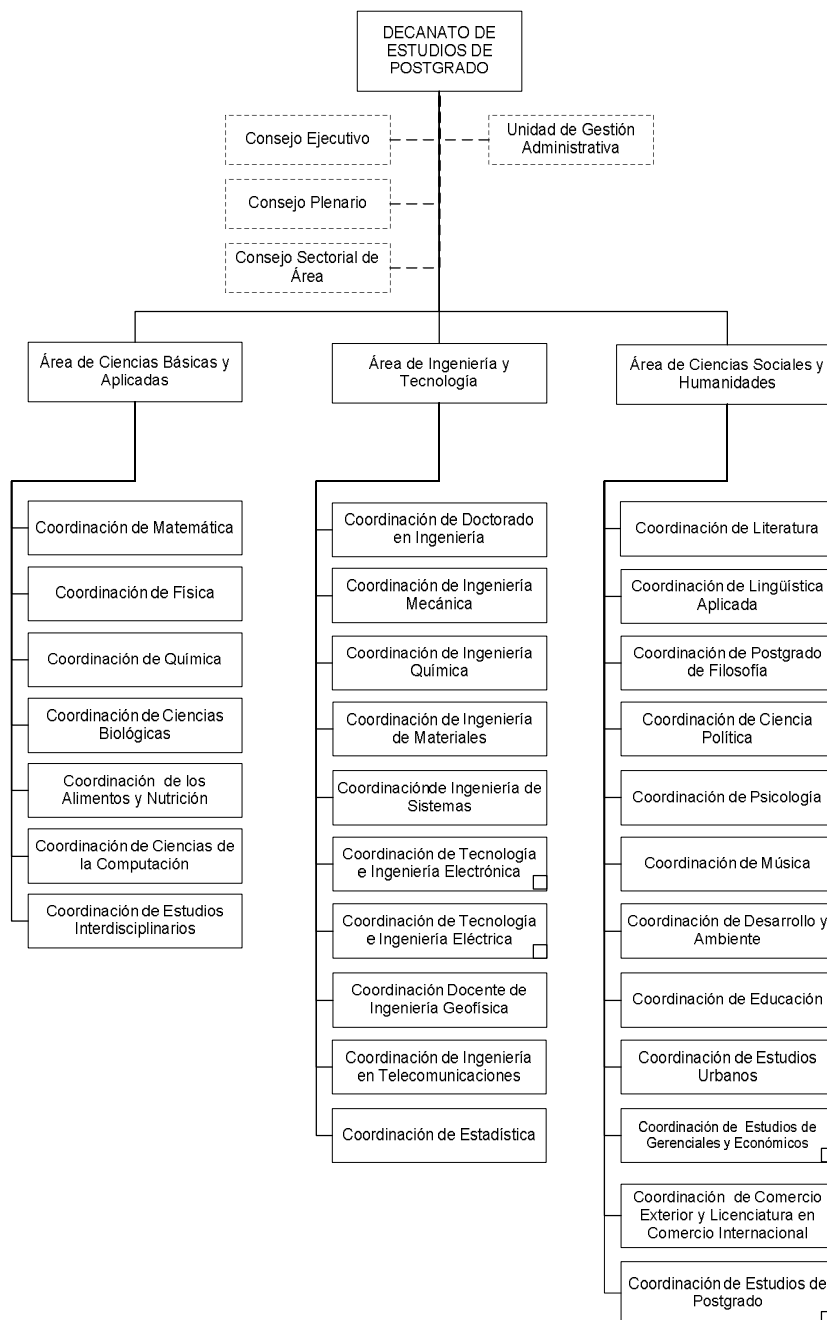 DECANATO DE
ESTUDIOS DE
POSTGRADO
Consejo Ejecutivo
Unidad de Gestión
Administrativa
Consejo Plenario
Consejo Sectorial de
Área
Área de Ciencias Básicas y
Aplicadas
Área de Ingeniería y
Tecnología
Área de Ciencias Sociales y
Humanidades
Coordinación de Matemática
Coordinación de Física
Coordinación de Química
Coordinación de Ciencias
Biológicas
Coordinación de los
Alimentos y Nutrición
Coordinación de Ciencias de
la Computación
Coordinación de Estudios
Interdisciplinarios
Coordinación de Doctorado
en Ingeniería
Coordinación de Ingeniería
Mecánica
Coordinación de Ingeniería
Química
Coordinación de Ingeniería
de Materiales
Coordinaciónde Ingeniería de
Sistemas
Coordinación de Tecnología
e Ingeniería Electrónica
Coordinación de Tecnología
e Ingeniería Eléctrica
Coordinación Docente de
Ingeniería Geofísica
Coordinación de Ingeniería
en Telecomunicaciones
Coordinación de Estadística
Coordinación de Literatura
Coordinación de Lingüística
Aplicada
Coordinación de Postgrado
de Filosofía
Coordinación de Ciencia
Política
Coordinación de Psicología
Coordinación de Música
Coordinación de Desarrollo y
Ambiente
Coordinación de Educación
Coordinación de Estudios
Urbanos
Coordinación de Estudios de
Gerenciales y Económicos
Coordinación de Comercio
Exterior y Licenciatura en
Comercio Internacional
Coordinación de Estudios de
Postgrado